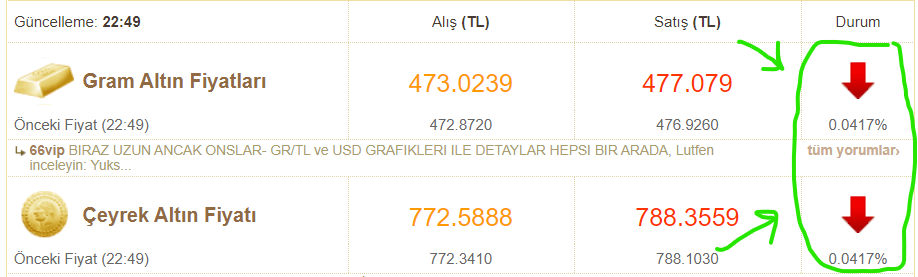 Güncelleme: 22:49 Alış (TL) Satış (TL) Durum
Gram Altın Fiyatları 473.0239 477.079
Önceki Fiyat (22:49) 472.8720 476.9260 0.0417%
66vip BIRAZ UZUN ANCAK ONSLAR- GR/TL ve USD GRAFIKLERI ILE DETAYLAR HEPSI BIR ARADA, Lutfen tüm yorumlar›
inceleyin: Yuks...
Çeyrek Altın Fiyatı 772.5888 788.3559
Önceki Fiyat (22:49) 772.3410 788.1030 0.0417%